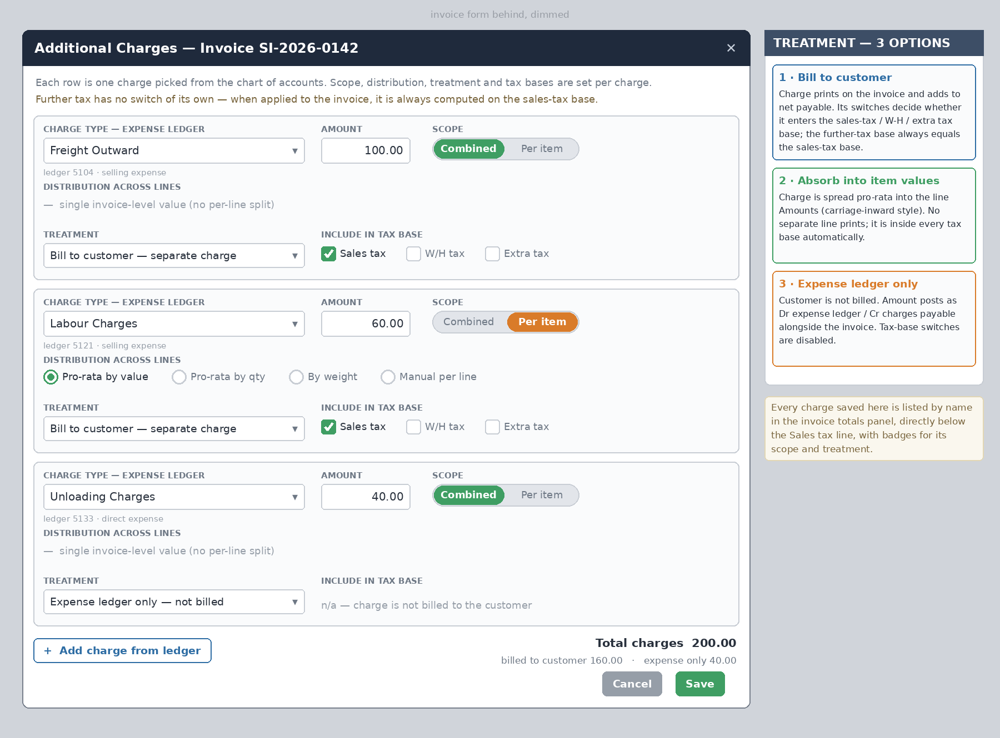 invoice form behind, dimmed
Additional Charges — Invoice SI-2026-0142
✕
Each row is one charge picked from the chart of accounts. Scope, distribution, treatment and tax bases are set per charge.
Further tax has no switch of its own — when applied to the invoice, it is always computed on the sales-tax base.
CHARGE TYPE — EXPENSE LEDGER AMOUNT SCOPE
Freight Outward ▾ 100.00 Combined Per item
ledger 5104 · selling expense
DISTRIBUTION ACROSS LINES
— single invoice-level value (no per-line split)
TREATMENT INCLUDE IN TAX BASE
Bill to customer — separate charge ▾ Sales tax W/H tax Extra tax
CHARGE TYPE — EXPENSE LEDGER AMOUNT SCOPE
Labour Charges ▾ 60.00 Combined Per item
ledger 5121 · selling expense
DISTRIBUTION ACROSS LINES
Pro-rata by value Pro-rata by qty By weight Manual per line
TREATMENT INCLUDE IN TAX BASE
Bill to customer — separate charge ▾ Sales tax W/H tax Extra tax
CHARGE TYPE — EXPENSE LEDGER AMOUNT SCOPE
Unloading Charges ▾ 40.00 Combined Per item
ledger 5133 · direct expense
DISTRIBUTION ACROSS LINES
— single invoice-level value (no per-line split)
TREATMENT INCLUDE IN TAX BASE
Expense ledger only — not billed ▾ n/a — charge is not billed to the customer
+ Add charge from ledger
Total charges 200.00
billed to customer 160.00 · expense only 40.00
Cancel Save
TREATMENT — 3 OPTIONS
1 · Bill to customer
Charge prints on the invoice and adds to
net payable. Its switches decide whether
it enters the sales-tax / W-H / extra tax
base; the further-tax base always equals
the sales-tax base.
2 · Absorb into item values
Charge is spread pro-rata into the line
Amounts (carriage-inward style). No
separate line prints; it is inside every tax
base automatically.
3 · Expense ledger only
Customer is not billed. Amount posts as
Dr expense ledger / Cr charges payable
alongside the invoice. Tax-base switches
are disabled.
Every charge saved here is listed by name
in the invoice totals panel, directly below
the Sales tax line, with badges for its
scope and treatment.